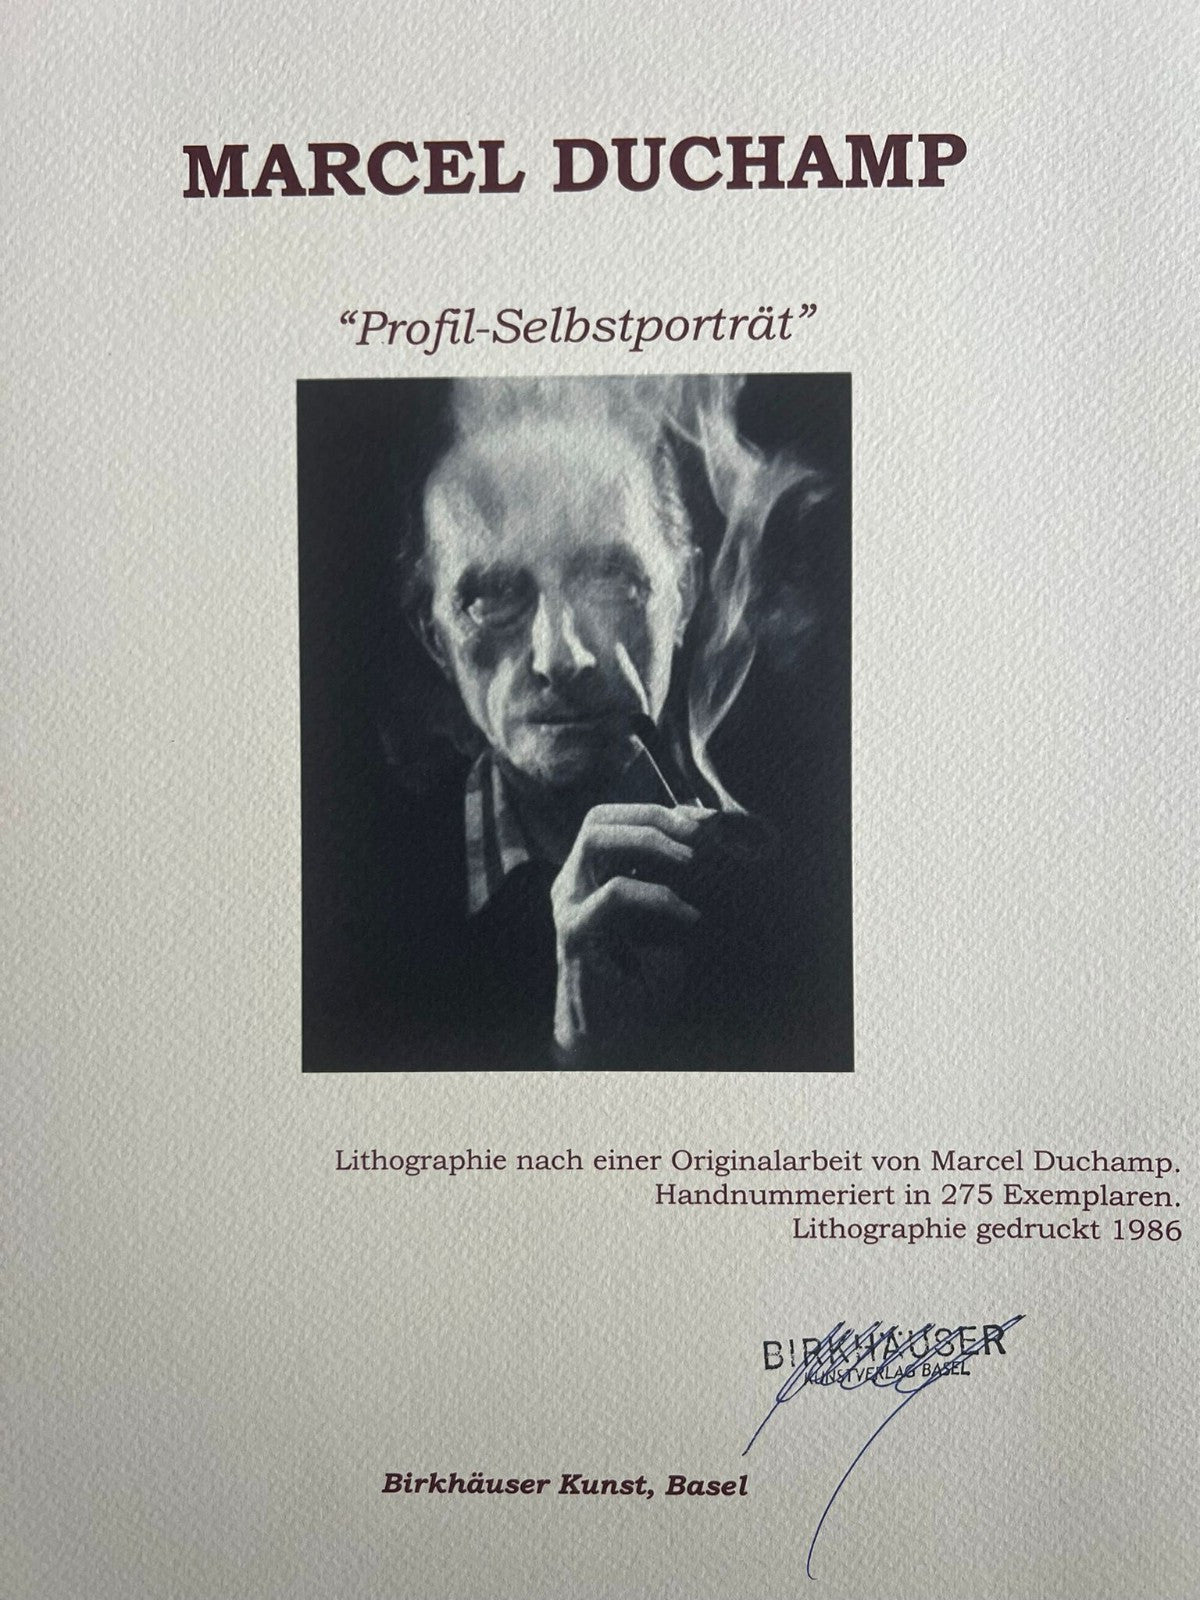 MARCEL DUCHAMP
“Profil-Selbstporträt”
Lithographie nach einer Originalarbeit von Marcel Duchamp.
Handnummeriert in 275 Exemplaren.
Lithographie gedruckt 1986
BIRKHÄUSER
KUNSTVERLAG BASEL
Birkhäuser Kunst, Basel